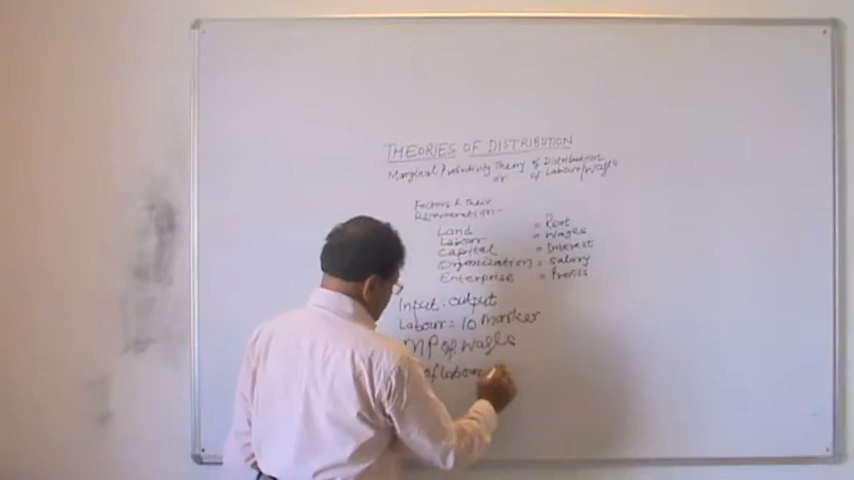 THEORIES OF DISTRIBUTION
Marginal Productivity Theory of Distribution
or of Labour/Wages
Factors & Their
Remuneration -
Land = Rent
Labour = Wages
Capital = Interest
Organization = Salary
Enterprise = Profits
Input - output
Labour = 10 Marker
MP of Wages
of labour